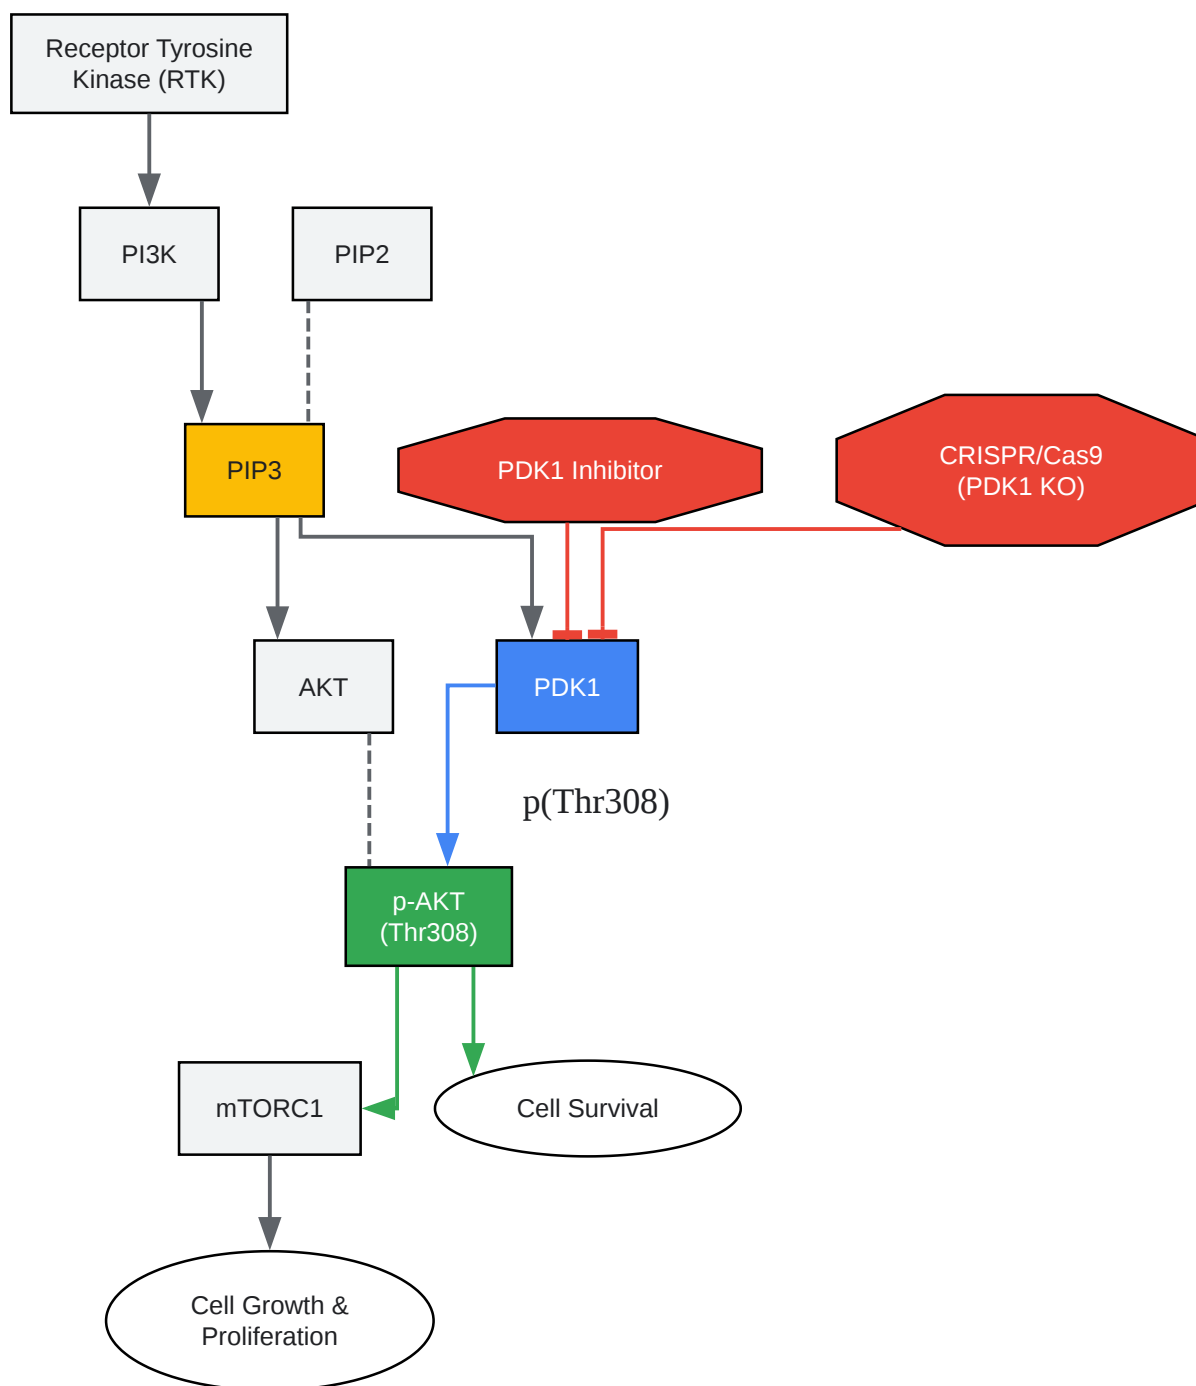 Receptor Tyrosine
Kinase (RTK)
PI3K
PIP2
PIP3
PDK1 Inhibitor
CRISPR/Cas9
(PDK1 KO)
AKT
PDK1
p(Thr308)
p-AKT
(Thr308)
mTORC1
Cell Survival
Cell Growth &
Proliferation